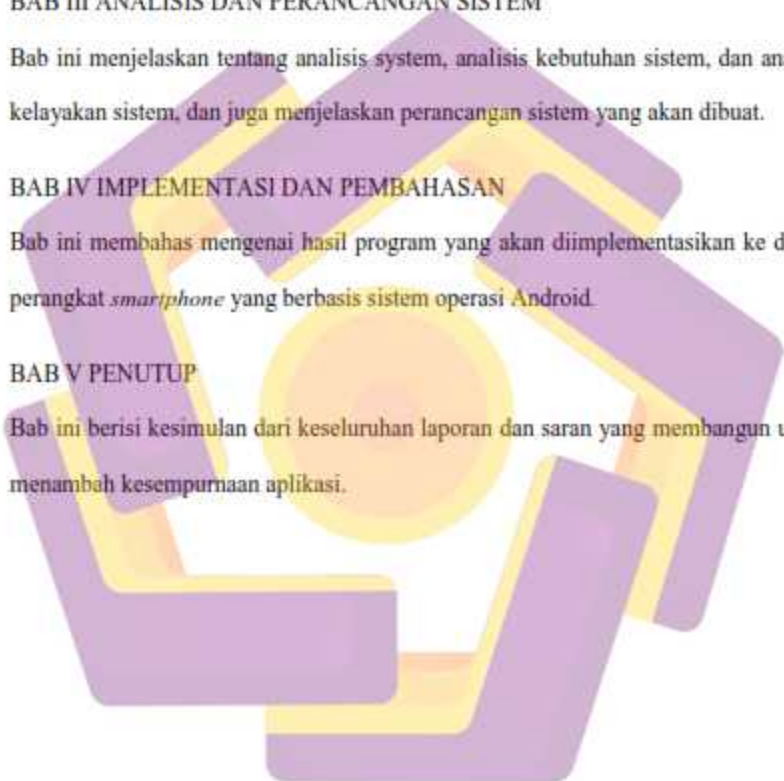 BAB III ANALISIS DAN PERANCANGAN SISTEM
Bab ini menjelaskan tentang analisis system, analisis kebutuhan sistem, dan
kelayakan sistem, dan juga menjelaskan perancangan sistem yang akan dibuat.
BAB IV IMPLEMENTASI DAN PEMBAHASAN
Bab ini membahas mengenai hasil program yang akan diimplementasikan ke
perangkat smartphone yang berbasis sistem operasi Android.
BAB V PENUTUP
Bab ini berisi kesimulan dari keseluruhan laporan dan saran yang membangun
menambah kesempurnaan aplikasi.